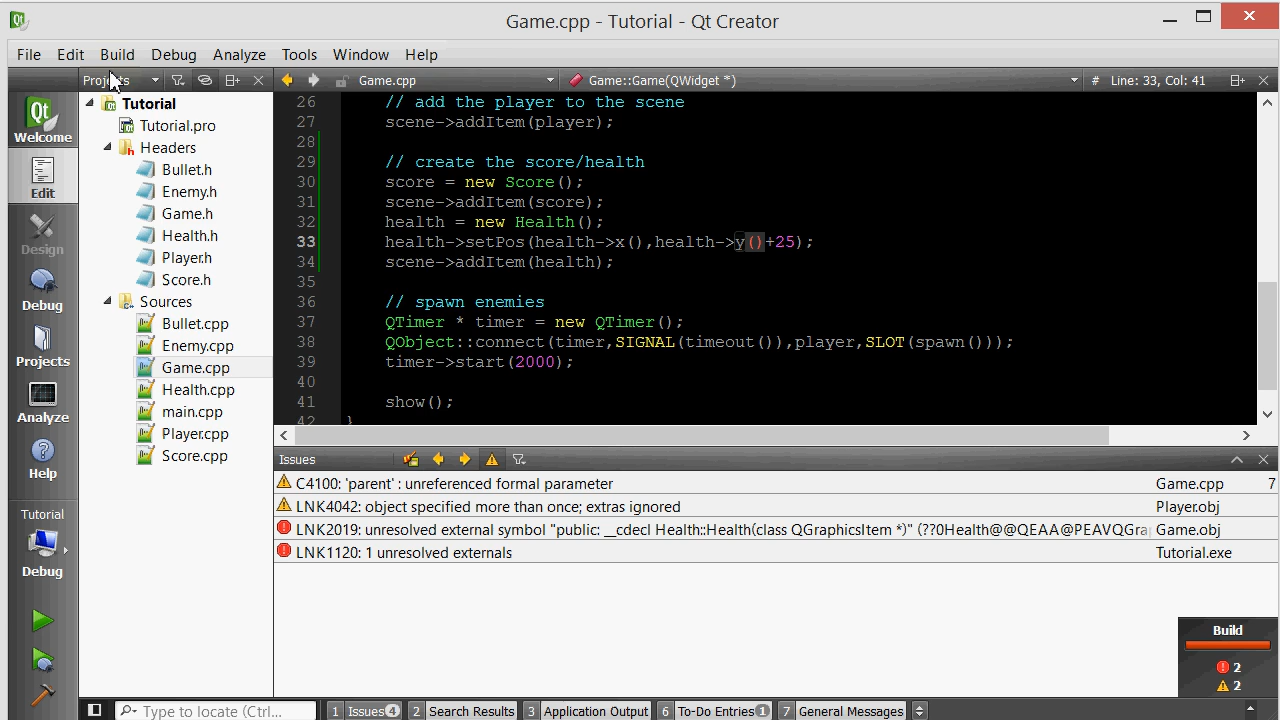 Game.cpp - Tutorial - Qt Creator
File Edit Build Debug Analyze Tools Window Help
Projects Game.cpp Game::Game(QWidget *) # Line: 33, Col: 41
Welcome
Edit
Design
Debug
Projects
Analyze
Help
Tutorial
Debug
Tutorial
Tutorial.pro
Headers
Bullet.h
Enemy.h
Game.h
Health.h
Player.h
Score.h
Sources
Bullet.cpp
Enemy.cpp
Game.cpp
Health.cpp
main.cpp
Player.cpp
Score.cpp
26 // add the player to the scene
27 scene->addItem(player);
28
29 // create the score/health
30 score = new Score();
31 scene->addItem(score);
32 health = new Health();
33 health->setPos(health->x(),health->y()+25);
34 scene->addItem(health);
35
36 // spawn enemies
37 QTimer * timer = new QTimer();
38 QObject::connect(timer,SIGNAL(timeout()),player,SLOT(spawn()));
39 timer->start(2000);
40
41 show();
42 }
Issues
C4100: 'parent' : unreferenced formal parameter Game.cpp 7
LNK4042: object specified more than once; extras ignored Player.obj
LNK2019: unresolved external symbol "public: __cdecl Health::Health(class QGraphicsItem *)" (??0Health@@QEAA@PEAVQGra Game.obj
LNK1120: 1 unresolved externals Tutorial.exe
Build
2
2
Type to locate (Ctrl... 1 Issues 4 2 Search Results 3 Application Output 6 To-Do Entries 1 7 General Messages